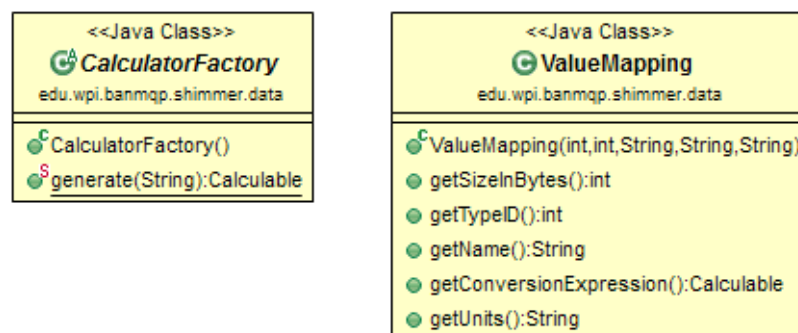 <<Java Class>>
CalculatorFactory
edu.wpi.banmqp.shimmer.data
CalculatorFactory()
generate(String):Calculable
<<Java Class>>
ValueMapping
edu.wpi.banmqp.shimmer.data
ValueMapping(int,int,String,String,String)
getSizeInBytes():int
getTypeID():int
getName():String
getConversionExpression():Calculable
getUnits():String